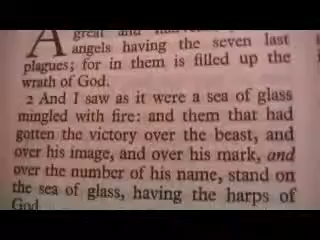 A great and
angels having the seven last
plagues; for in them is filled up the
wrath of God.
2 And I saw as it were a sea of glass
mingled with fire: and them that had
gotten the victory over the beast, and
over his image, and over his mark, and
over the number of his name, stand on
the sea of glass, having the harps of
God